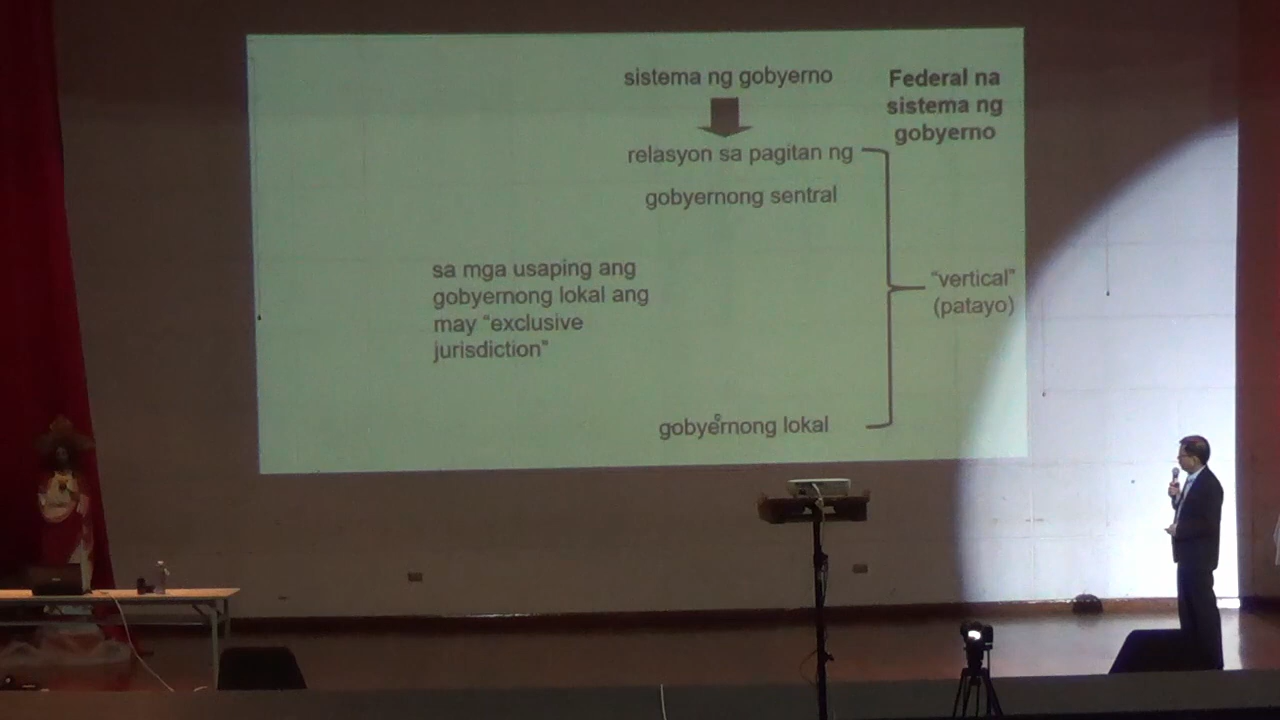 sistema ng gobyerno
Federal na
sistema ng
gobyerno
relasyon sa pagitan ng
gobyernong sentral
sa mga usaping ang
gobyernong lokal ang
may “exclusive
jurisdiction”
“vertical”
(patayo)
gobyernong lokal